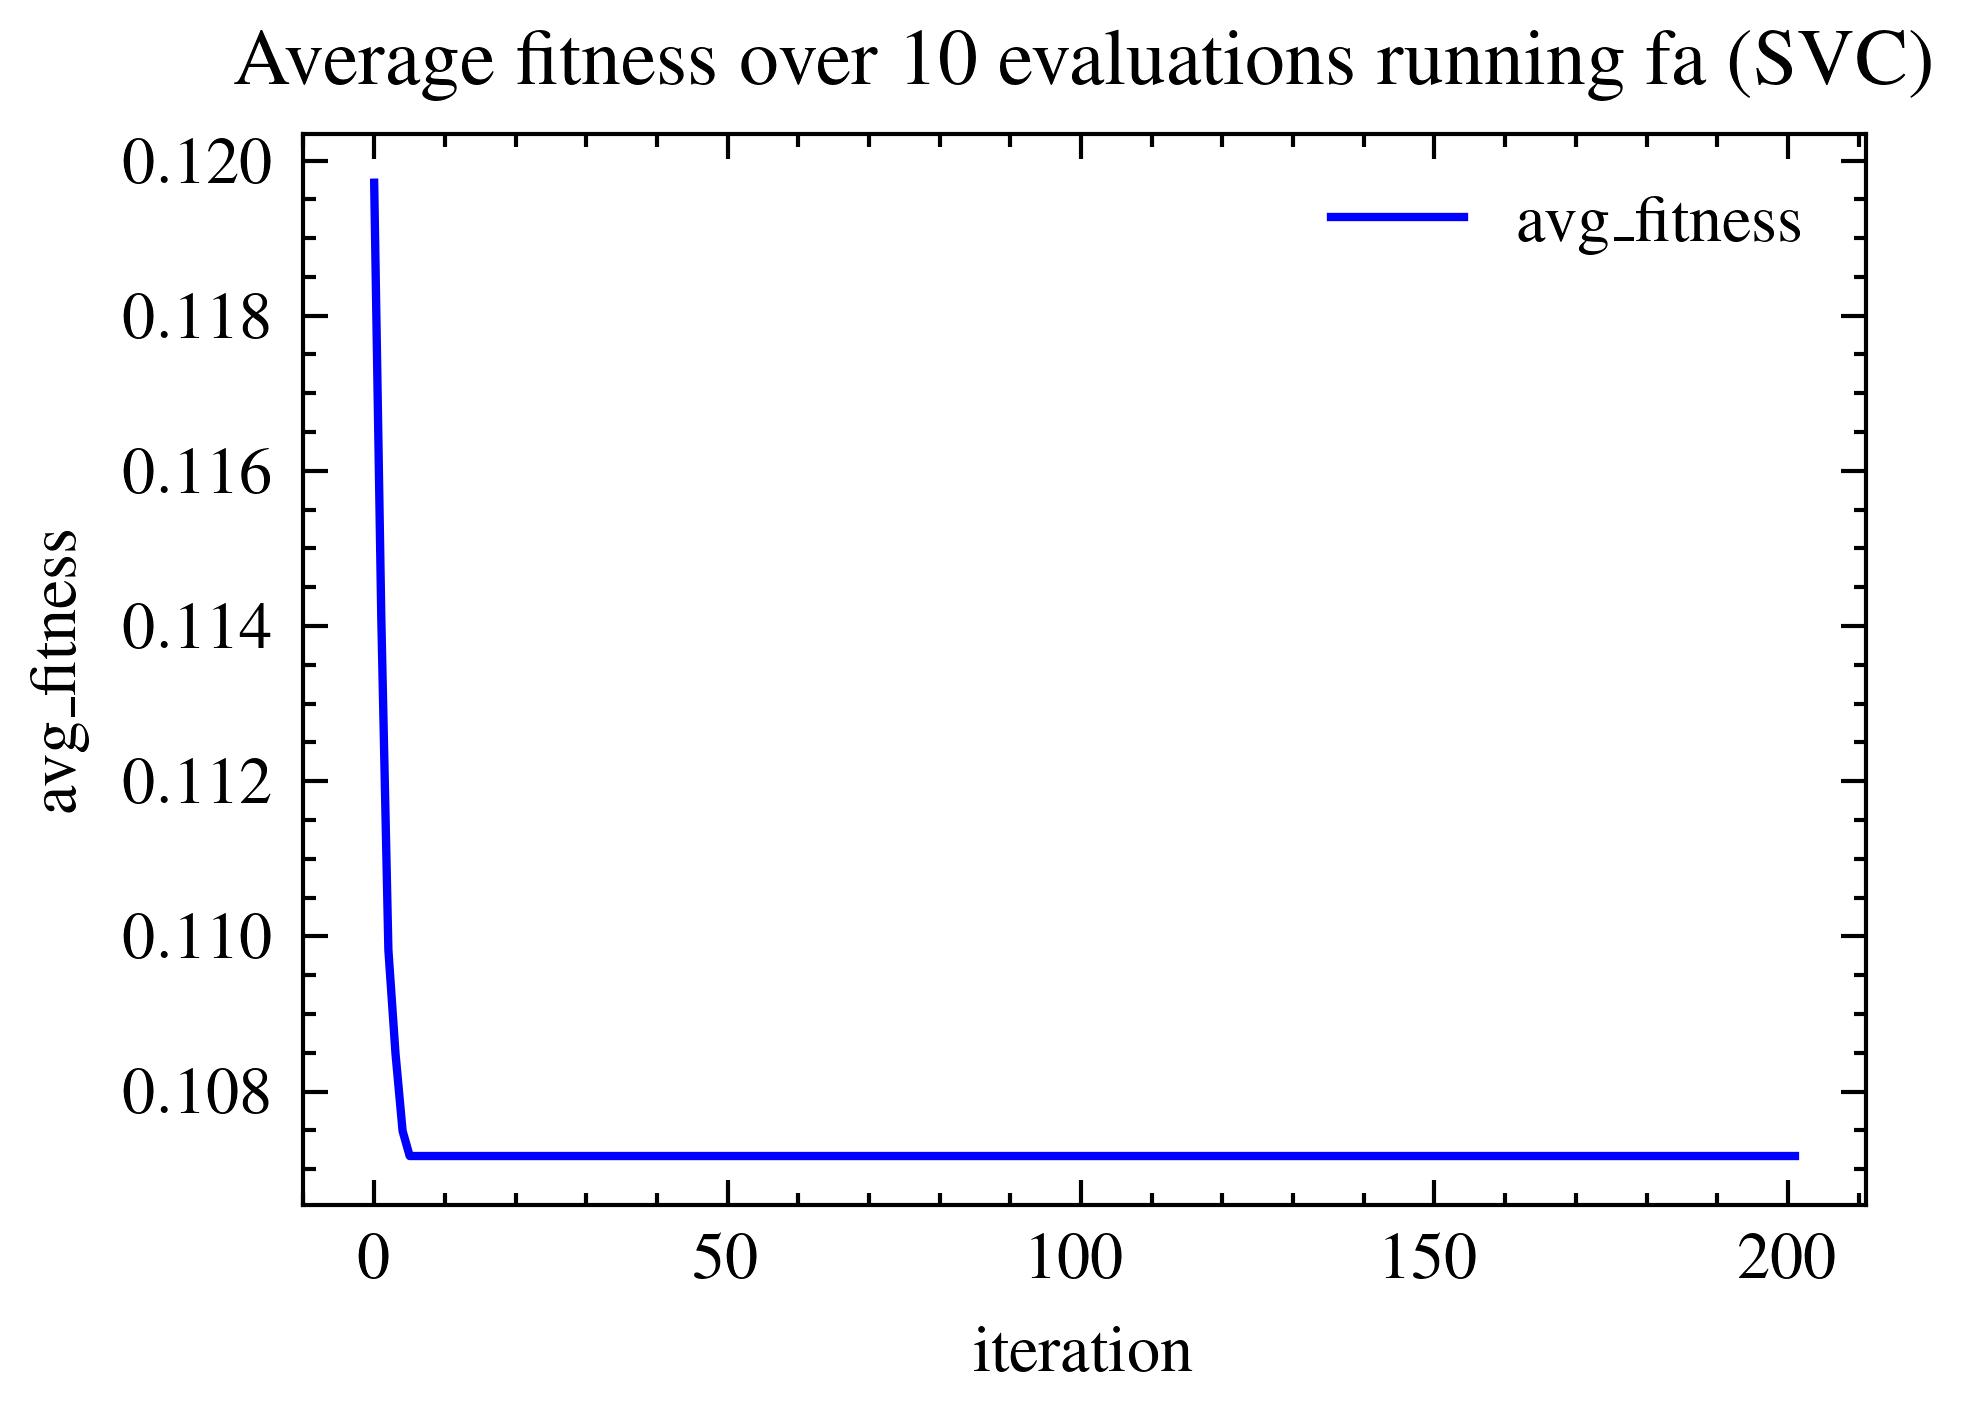 Average fitness over 10 evaluations running fa (SVC)
0.120
0.118
0.116
0.114
0.112
0.110
0.108
avg_fitness
avg_fitness
0 50 100 150 200
iteration